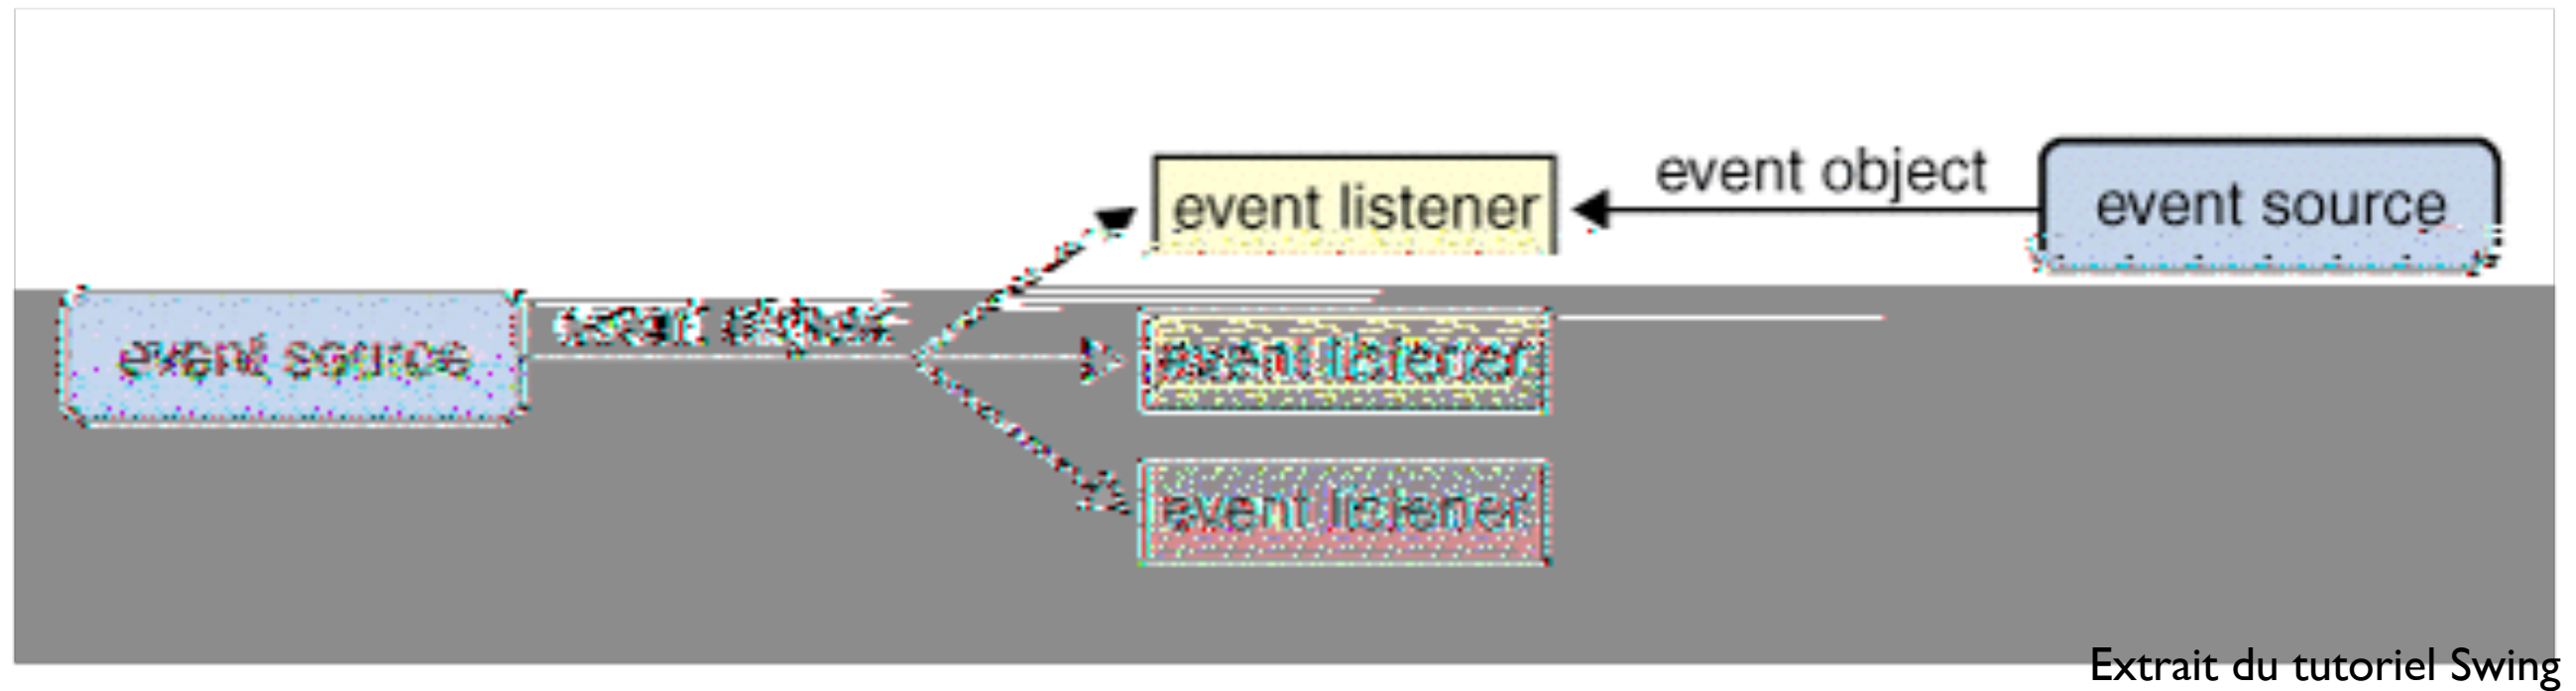 event object
event listener
event source
event source
event listener
event listener
Extrait du tutoriel Swing